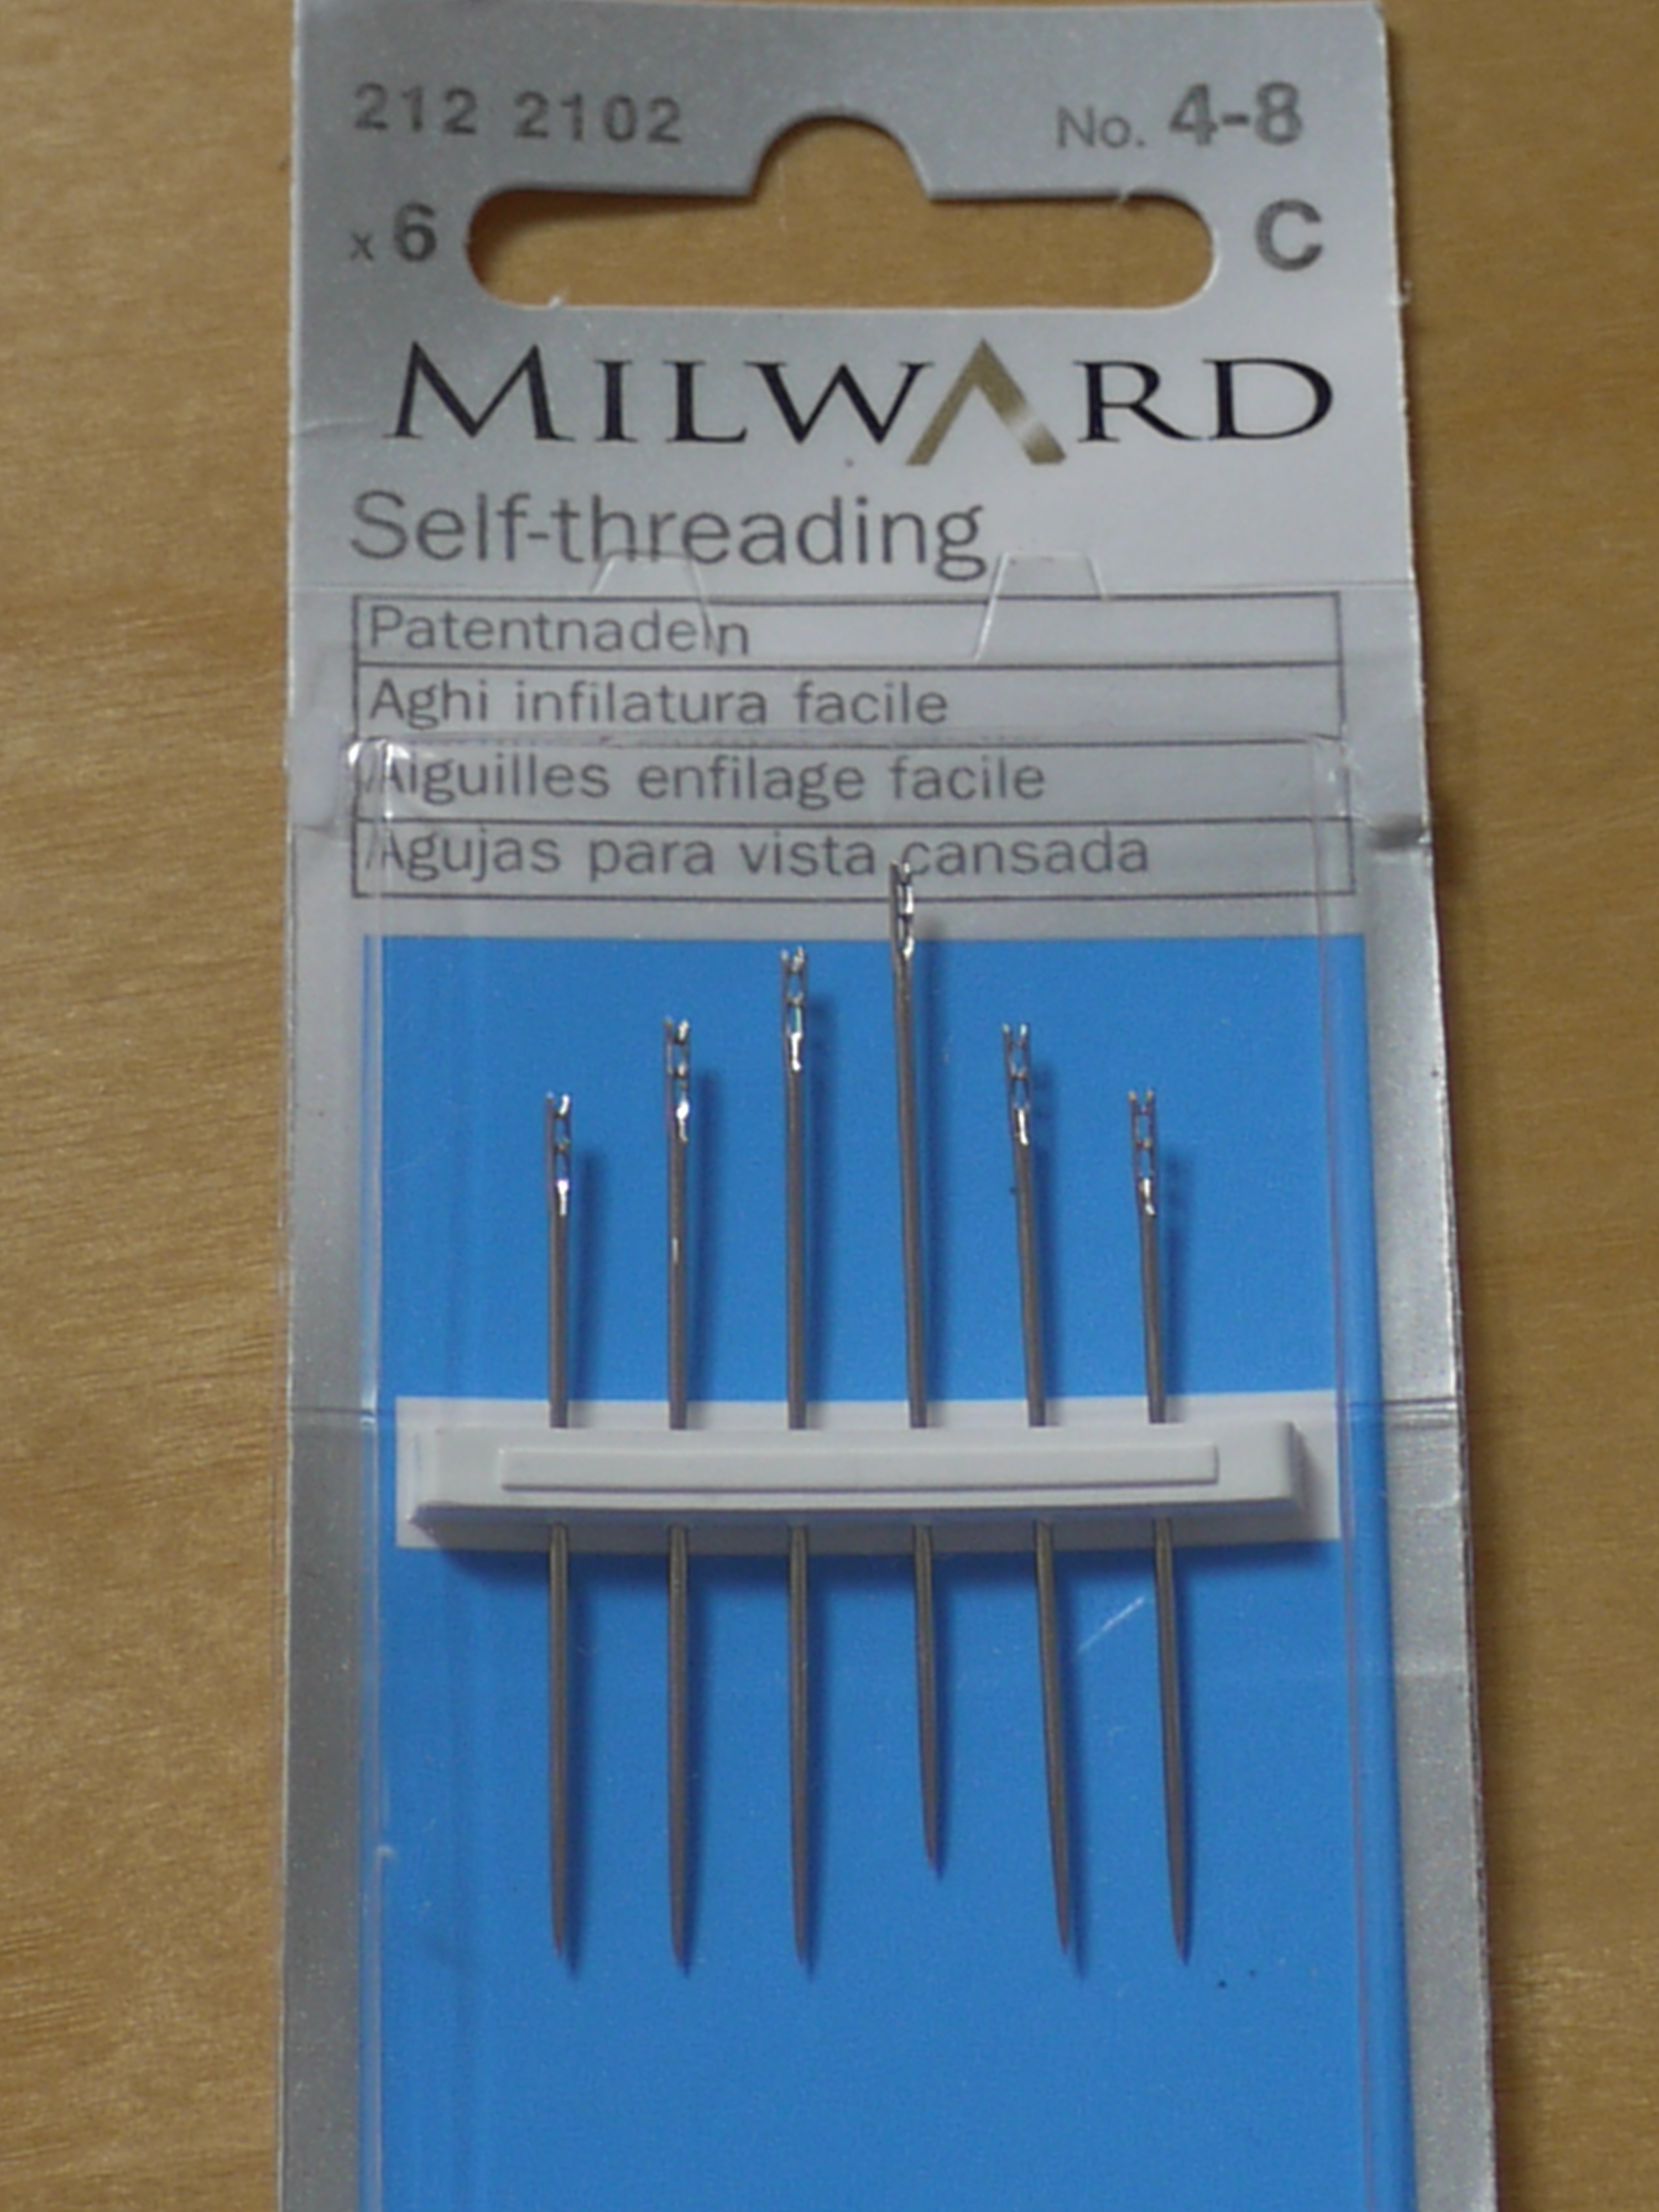 212 2102 No. 4-8
x 6 C
MILWARD
Self-threading
Patentnadeln
Aghi infilatura facile
Aiguilles enfilage facile
Agujas para vista cansada